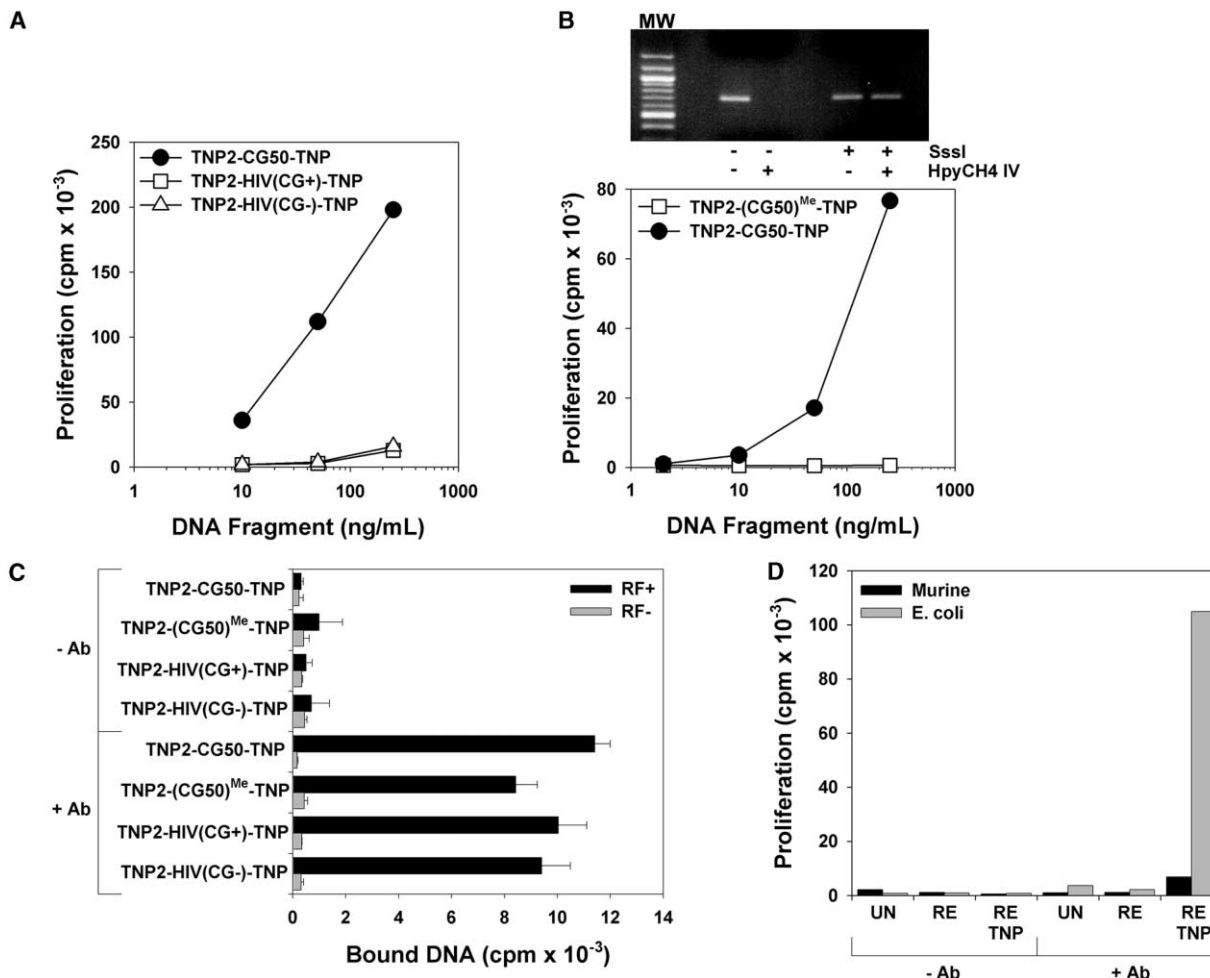 A
Proliferation (cpm x 10-3)
250
200
150
100
50
0
TNP2-CG50-TNP
TNP2-HIV(CG+)-TNP
TNP2-HIV(CG-)-TNP
1 10 100 1000
DNA Fragment (ng/mL)
B
MW
- - + + SssI
- + - + HpyCH4 IV
Proliferation (cpm x 10-3)
80
60
40
20
0
TNP2-(CG50)Me-TNP
TNP2-CG50-TNP
1 10 100 1000
DNA Fragment (ng/mL)
C
- Ab
TNP2-CG50-TNP
TNP2-(CG50)Me-TNP
TNP2-HIV(CG+)-TNP
TNP2-HIV(CG-)-TNP
+ Ab
TNP2-CG50-TNP
TNP2-(CG50)Me-TNP
TNP2-HIV(CG+)-TNP
TNP2-HIV(CG-)-TNP
RF+
RF-
0 2 4 6 8 10 12 14
Bound DNA (cpm x 10-3)
D
Proliferation (cpm x 10-3)
120
100
80
60
40
20
0
Murine
E. coli
UN RE RE TNP UN RE RE TNP
- Ab + Ab